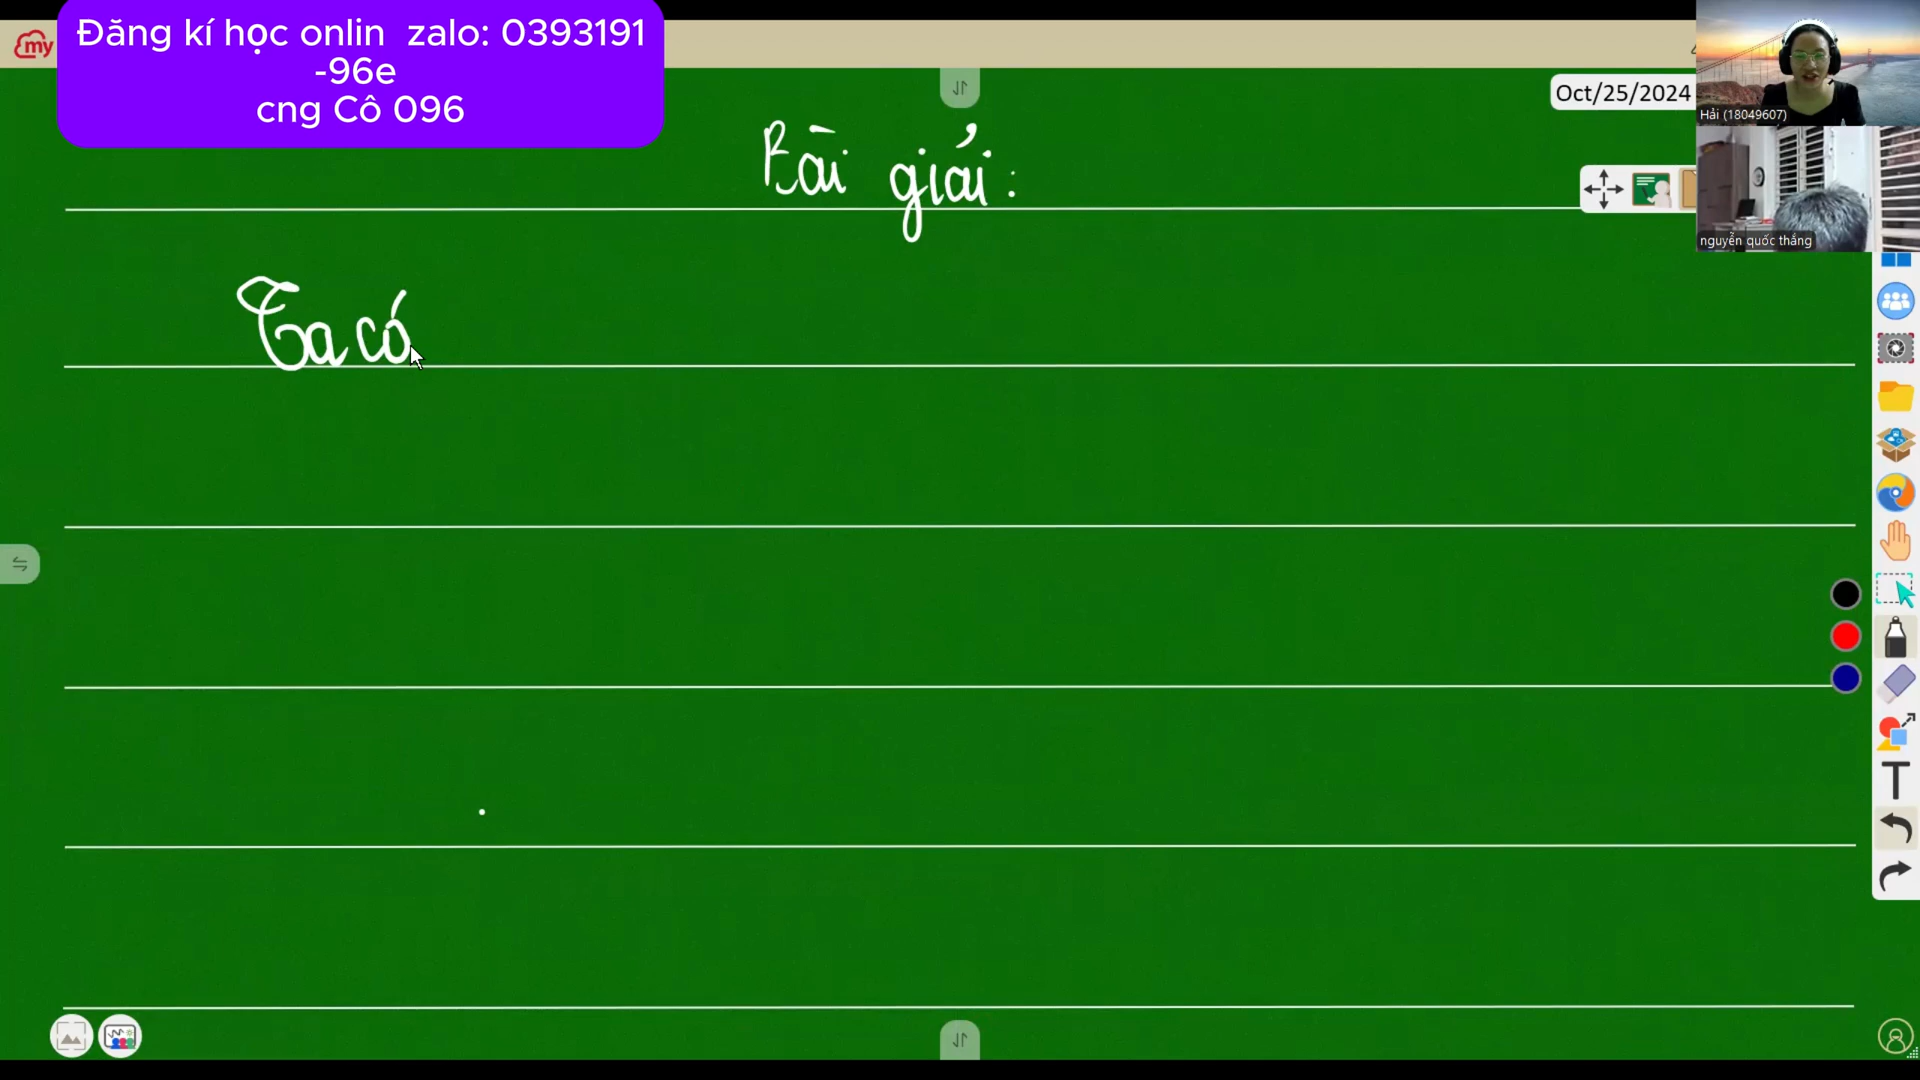 my
Đăng kí học onlin zalo: 0393191
-96e
cng Cô 096
Oct/25/2024
Hải (18049607)
nguyễn quốc thắng
Bài giải:
Ta có
T